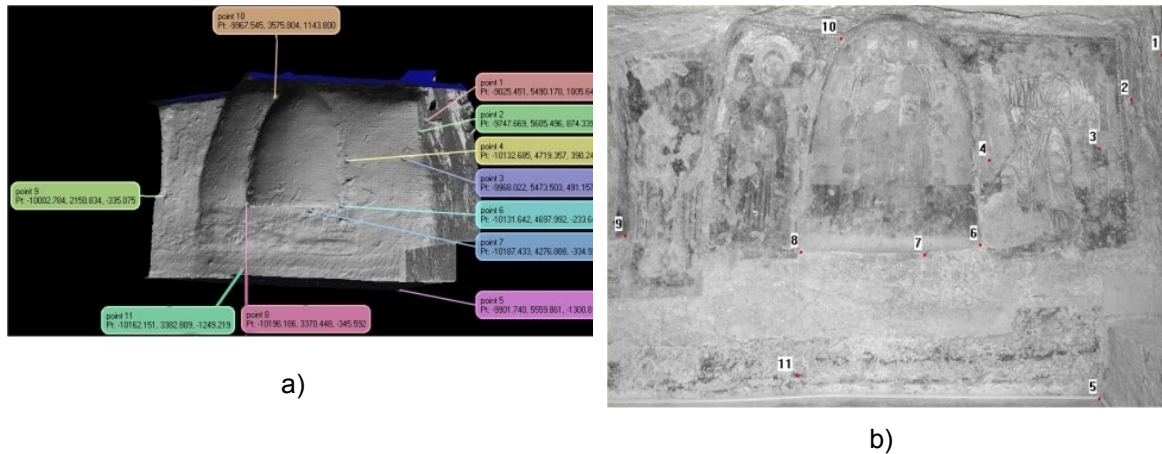 point 10
Pt: -9967.545, 3575.804, 1143.800
point 1
Pt: -9025.451, 5490.170, 1005.64
point 2
Pt: -9747.669, 5605.496, 874.339
point 4
Pt: -10132.685, 4719.357, 390.24
point 3
Pt: -9968.022, 5473.503, 491.157
point 9
Pt: -10002.784, 2150.834, -335.075
point 6
Pt: -10131.642, 4697.992, -233.6
point 7
Pt: -10187.433, 4276.888, -334.9
point 5
Pt: -9901.740, 5559.861, -1300.8
point 11
Pt: -10162.151, 3382.809, -1249.219
point 8
Pt: -10196.186, 3370.448, -345.592
a)
10
1
2
3
4
9
8
7
6
11
5
b)